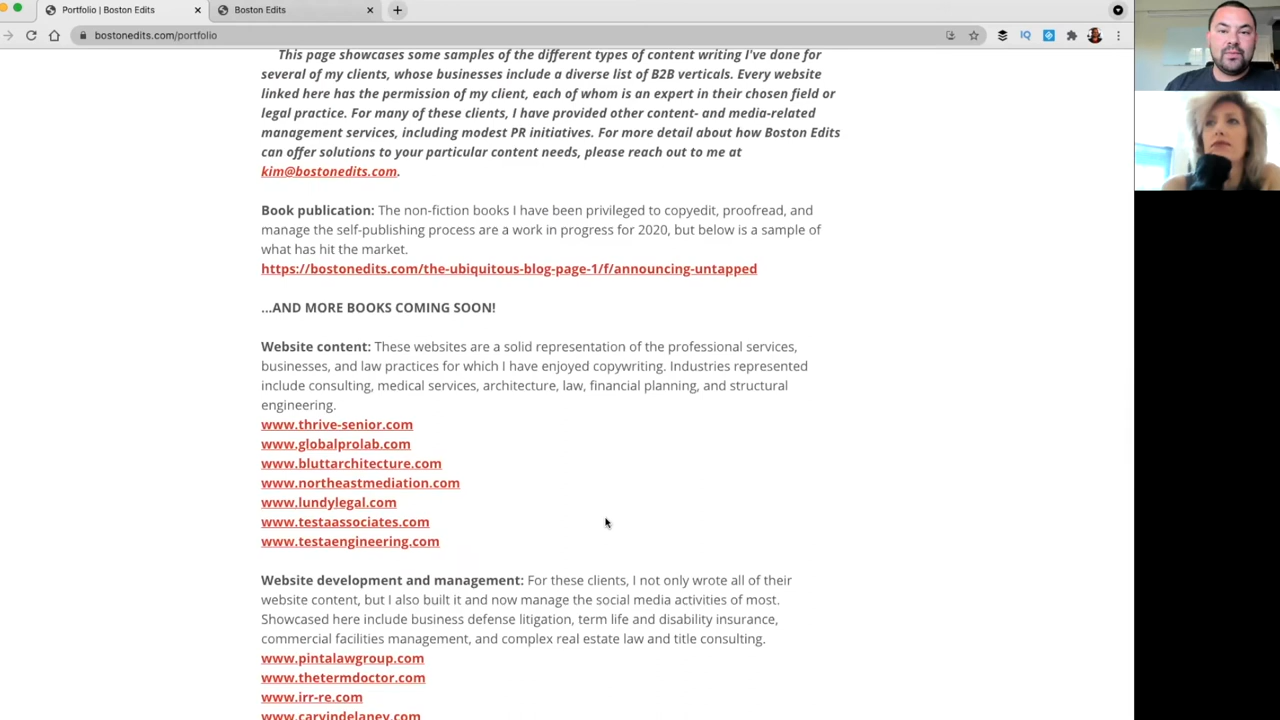 Portfolio | Boston Edits
Boston Edits
bostonedits.com/portfolio
This page showcases some samples of the different types of content writing I've done for
several of my clients, whose businesses include a diverse list of B2B verticals. Every website
linked here has the permission of my client, each of whom is an expert in their chosen field or
legal practice. For many of these clients, I have provided other content- and media-related
management services, including modest PR initiatives. For more detail about how Boston Edits
can offer solutions to your particular content needs, please reach out to me at
kim@bostonedits.com.
Book publication: The non-fiction books I have been privileged to copyedit, proofread, and
manage the self-publishing process are a work in progress for 2020, but below is a sample of
what has hit the market.
https://bostonedits.com/the-ubiquitous-blog-page-1/f/announcing-untapped
...AND MORE BOOKS COMING SOON!
Website content: These websites are a solid representation of the professional services,
businesses, and law practices for which I have enjoyed copywriting. Industries represented
include consulting, medical services, architecture, law, financial planning, and structural
engineering.
www.thrive-senior.com
www.globalprolab.com
www.bluttarchitecture.com
www.northeastmediation.com
www.lundylegal.com
www.testaassociates.com
www.testaengineering.com
Website development and management: For these clients, I not only wrote all of their
website content, but I also built it and now manage the social media activities of most.
Showcased here include business defense litigation, term life and disability insurance,
commercial facilities management, and complex real estate law and title consulting.
www.pintalawgroup.com
www.thetermdoctor.com
www.irr-re.com
www.carvindelaney.com